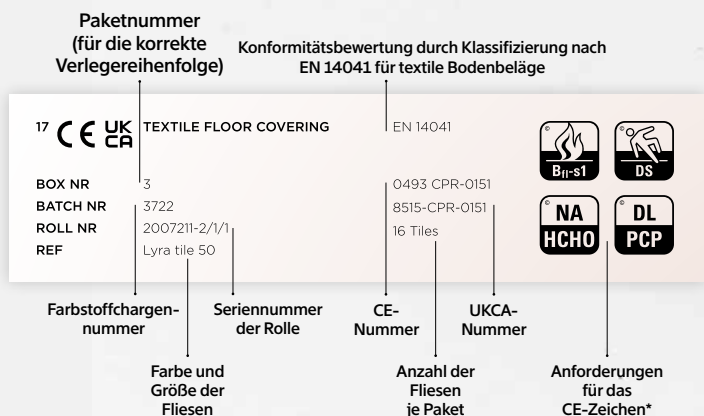 Paketnummer
(für die korrekte
Verlegereihenfolge)
Konformitätsbewertung durch Klassifizierung nach
EN 14041 für textile Bodenbeläge
17 CE UK CA TEXTILE FLOOR COVERING EN 14041
BOX NR 3 0493 CPR-0151
BATCH NR 3722 8515-CPR-0151
ROLL NR 2007211-2/1/1 16 Tiles
REF Lyra tile 50
© Bfl-s1
© DS
© NA HCHO
© DL PCP
Farbstoffchargen-
nummer
Seriennummer
der Rolle
CE-
Nummer
UKCA-
Nummer
Farbe und
Größe der
Fliesen
Anzahl der
Fliesen
je Paket
Anforderungen
für das
CE-Zeichen*